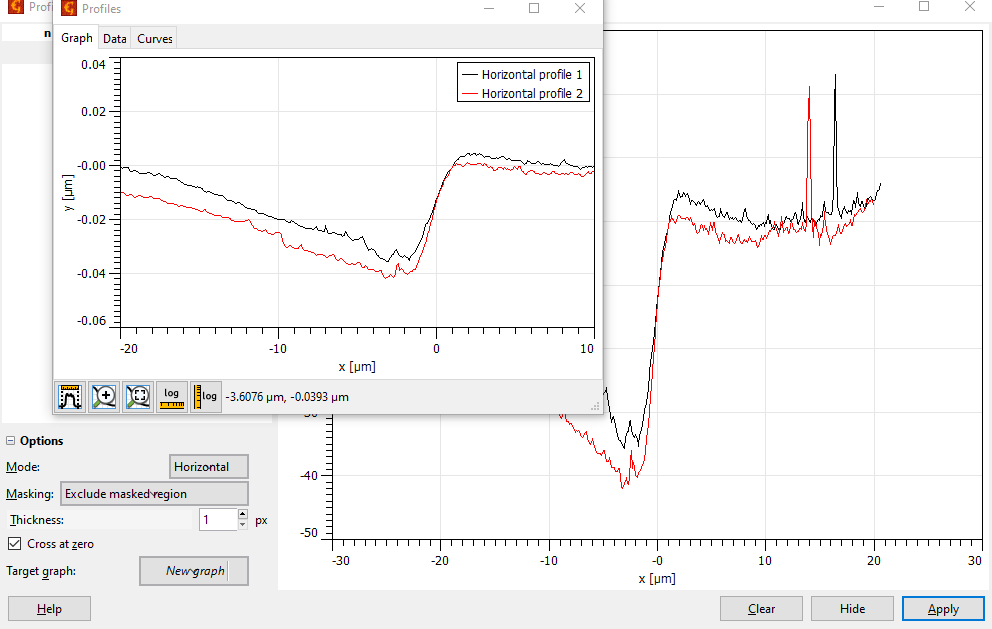 Profi
Profiles
n
Graph Data Curves
0.04
0.02
-0.00
-0.02
-0.04
-0.06
y [µm]
Horizontal profile 1
Horizontal profile 2
-20 -10 0 10
x [µm]
log log -3.6076 µm, -0.0393 µm
-40
-50
-30 -20 -10 -0 10 20 30
x [µm]
Options
Mode: Horizontal
Masking: Exclude masked region
Thickness: 1 px
Cross at zero
Target graph: New graph
Help Clear Hide Apply